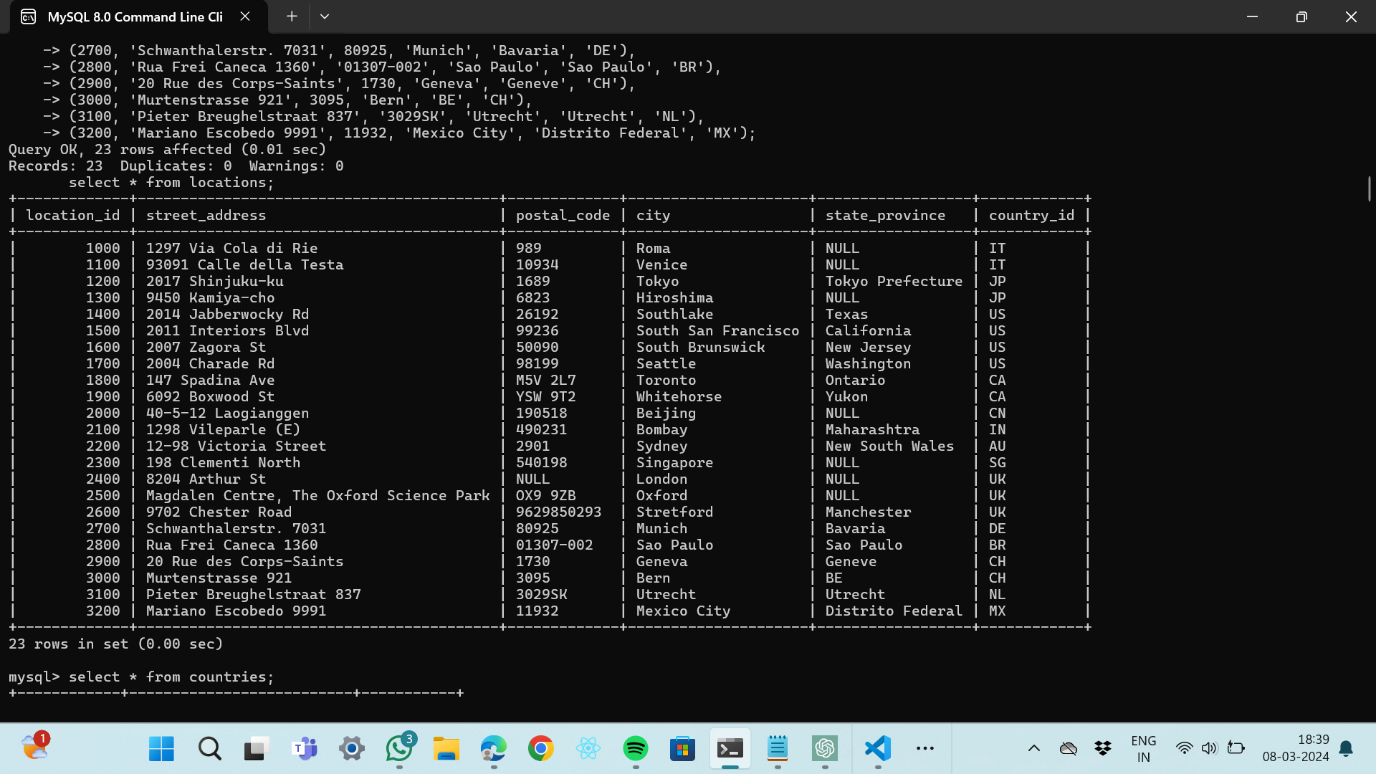 MySQL 8.0 Command Line Cli
-> (2700, 'Schwanthalerstr. 7031', 80925, 'Munich', 'Bavaria', 'DE'),
-> (2800, 'Rua Frei Caneca 1360', '01307-002', 'Sao Paulo', 'Sao Paulo', 'BR'),
-> (2900, '20 Rue des Corps-Saints', 1730, 'Geneva', 'Geneve', 'CH'),
-> (3000, 'Murtenstrasse 921', 3095, 'Bern', 'BE', 'CH'),
-> (3100, 'Pieter Breughelstraat 837', '3029SK', 'Utrecht', 'Utrecht', 'NL'),
-> (3200, 'Mariano Escobedo 9991', 11932, 'Mexico City', 'Distrito Federal', 'MX');
Query OK, 23 rows affected (0.01 sec)
Records: 23  Duplicates: 0  Warnings: 0
select * from locations;
+-------------+------------------------------------------+-------------+---------------------+------------------+------------+
| location_id | street_address | postal_code | city | state_province | country_id |
+-------------+------------------------------------------+-------------+---------------------+------------------+------------+
| 1000 | 1297 Via Cola di Rie | 989 | Roma | NULL | IT |
| 1100 | 93091 Calle della Testa | 10934 | Venice | NULL | IT |
| 1200 | 2017 Shinjuku-ku | 1689 | Tokyo | Tokyo Prefecture | JP |
| 1300 | 9450 Kamiya-cho | 6823 | Hiroshima | NULL | JP |
| 1400 | 2014 Jabberwocky Rd | 26192 | Southlake | Texas | US |
| 1500 | 2011 Interiors Blvd | 99236 | South San Francisco | California | US |
| 1600 | 2007 Zagora St | 50090 | South Brunswick | New Jersey | US |
| 1700 | 2004 Charade Rd | 98199 | Seattle | Washington | US |
| 1800 | 147 Spadina Ave | M5V 2L7 | Toronto | Ontario | CA |
| 1900 | 6092 Boxwood St | YSW 9T2 | Whitehorse | Yukon | CA |
| 2000 | 40-5-12 Laogianggen | 190518 | Beijing | NULL | CN |
| 2100 | 1298 Vileparle (E) | 490231 | Bombay | Maharashtra | IN |
| 2200 | 12-98 Victoria Street | 2901 | Sydney | New South Wales | AU |
| 2300 | 198 Clementi North | 540198 | Singapore | NULL | SG |
| 2400 | 8204 Arthur St | NULL | London | NULL | UK |
| 2500 | Magdalen Centre, The Oxford Science Park | OX9 9ZB | Oxford | NULL | UK |
| 2600 | 9702 Chester Road | 9629850293 | Stretford | Manchester | UK |
| 2700 | Schwanthalerstr. 7031 | 80925 | Munich | Bavaria | DE |
| 2800 | Rua Frei Caneca 1360 | 01307-002 | Sao Paulo | Sao Paulo | BR |
| 2900 | 20 Rue des Corps-Saints | 1730 | Geneva | Geneve | CH |
| 3000 | Murtenstrasse 921 | 3095 | Bern | BE | CH |
| 3100 | Pieter Breughelstraat 837 | 3029SK | Utrecht | Utrecht | NL |
| 3200 | Mariano Escobedo 9991 | 11932 | Mexico City | Distrito Federal | MX |
+-------------+------------------------------------------+-------------+---------------------+------------------+------------+
23 rows in set (0.00 sec)
mysql> select * from countries;
+------------+--------------------------+-----------+
1
3
ENG
IN
18:39
08-03-2024